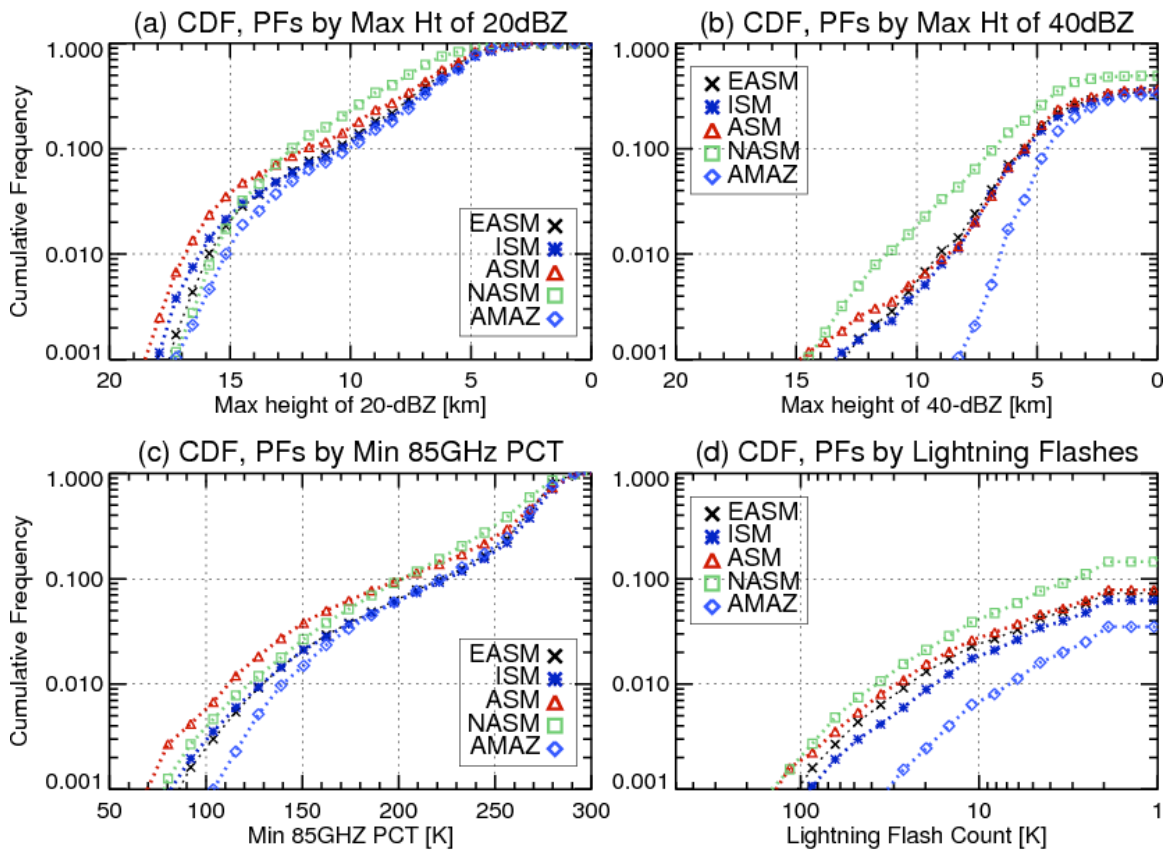 (a) CDF, PFs by Max Ht of 20dBZ
1.000
0.100
0.010
0.001
Cumulative Frequency
EASM
ISM
ASM
NASM
AMAZ
20 15 10 5 0
Max height of 20-dBZ [km]
(b) CDF, PFs by Max Ht of 40dBZ
1.000
0.100
0.010
0.001
EASM
ISM
ASM
NASM
AMAZ
20 15 10 5 0
Max height of 40-dBZ [km]
(c) CDF, PFs by Min 85GHz PCT
1.000
0.100
0.010
0.001
Cumulative Frequency
EASM
ISM
ASM
NASM
AMAZ
50 100 150 200 250 300
Min 85GHZ PCT [K]
(d) CDF, PFs by Lightning Flashes
1.000
0.100
0.010
0.001
EASM
ISM
ASM
NASM
AMAZ
100 10 1
Lightning Flash Count [K]